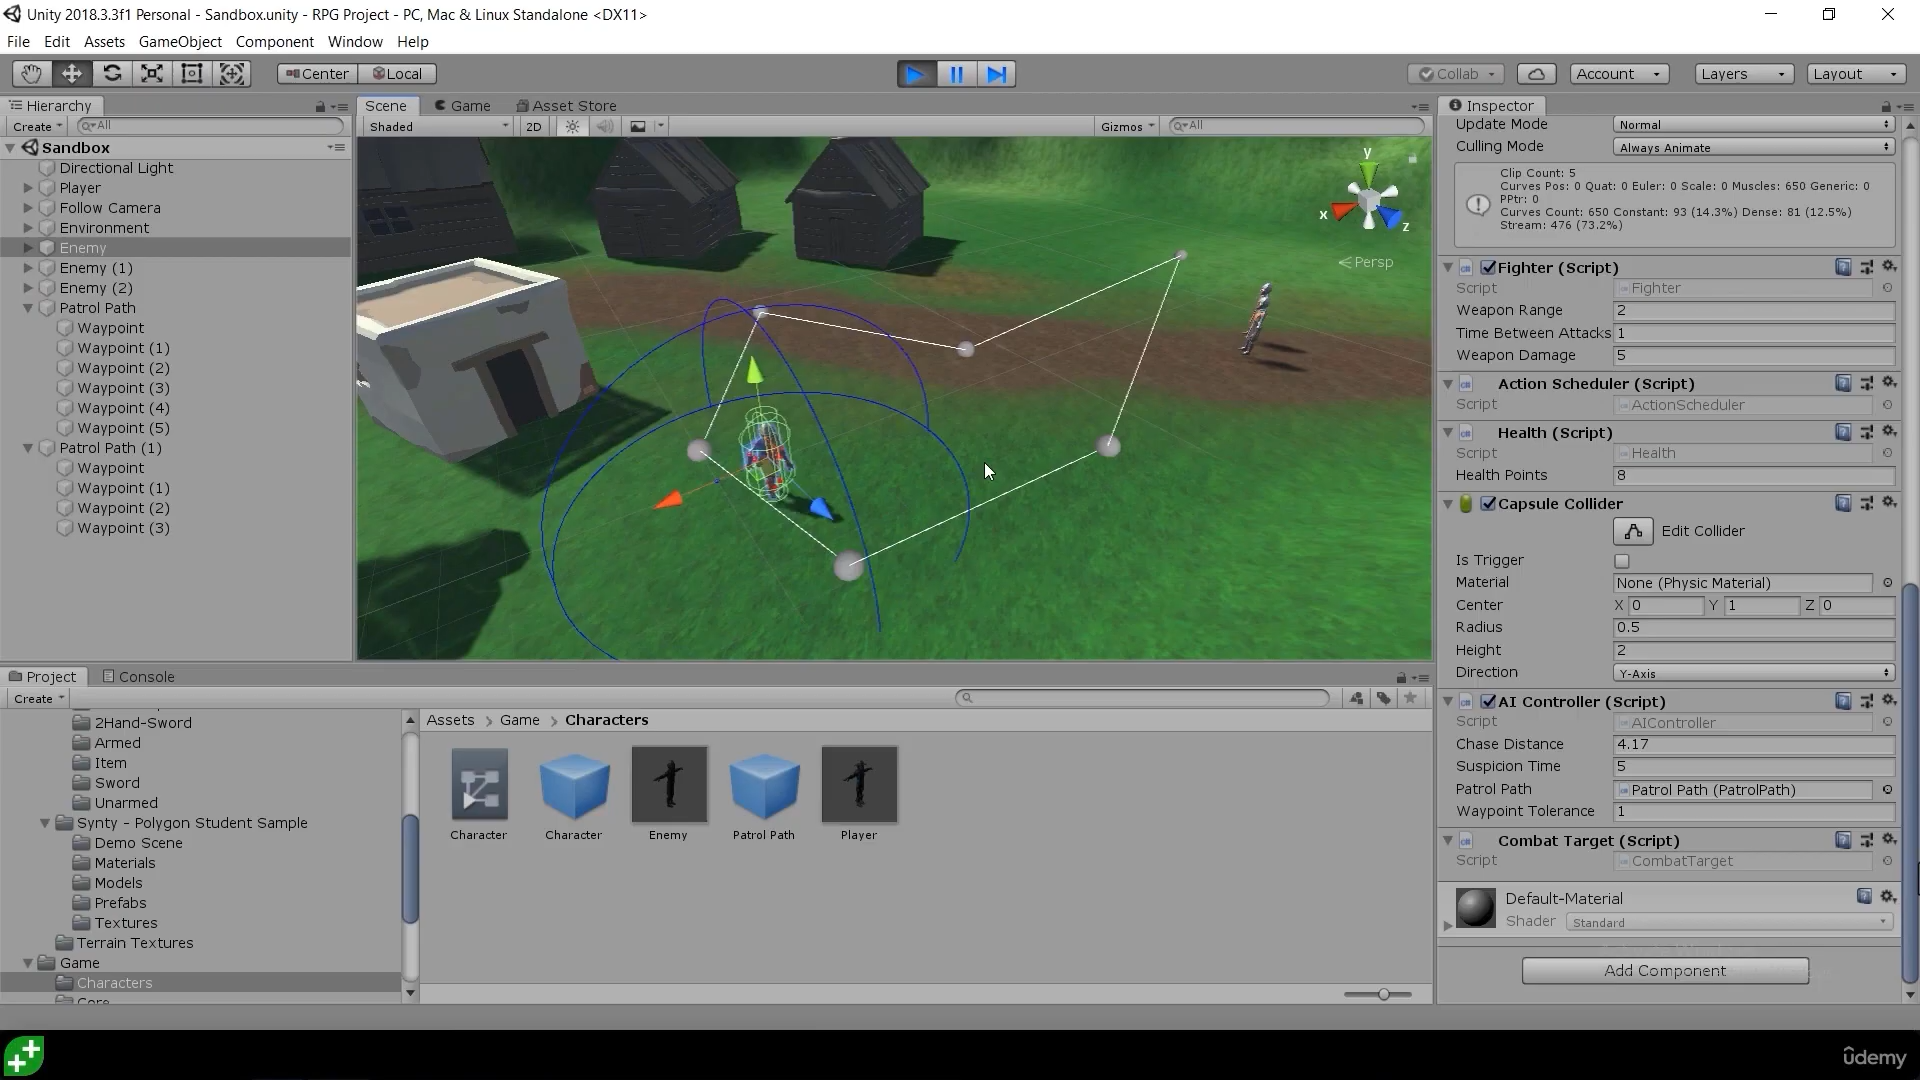 Unity 2018.3.3f1 Personal - Sandbox.unity - RPG Project - PC, Mac & Linux Standalone <DX11>
File Edit Assets GameObject Component Window Help
Center Local Collab Account Layers Layout
Hierarchy
Create All
Sandbox
Directional Light
Player
Follow Camera
Environment
Enemy
Enemy (1)
Enemy (2)
Patrol Path
Waypoint
Waypoint (1)
Waypoint (2)
Waypoint (3)
Waypoint (4)
Waypoint (5)
Patrol Path (1)
Waypoint
Waypoint (1)
Waypoint (2)
Waypoint (3)
Scene Game Asset Store
Shaded 2D Gizmos All
y
x
z
Persp
Inspector
Update Mode Normal
Culling Mode Always Animate
Clip Count: 5
Curves Pos: 0 Quat: 0 Euler: 0 Scale: 0 Muscles: 650 Generic: 0
PPtr: 0
Curves Count: 650 Constant: 93 (14.3%) Dense: 81 (12.5%)
Stream: 476 (73.2%)
Fighter (Script)
Script Fighter
Weapon Range 2
Time Between Attacks 1
Weapon Damage 5
Action Scheduler (Script)
Script ActionScheduler
Health (Script)
Script Health
Health Points 8
Capsule Collider
Edit Collider
Is Trigger
Material None (Physic Material)
Center X 0 Y 1 Z 0
Radius 0.5
Height 2
Direction Y-Axis
AI Controller (Script)
Script AIController
Chase Distance 4.17
Suspicion Time 5
Patrol Path Patrol Path (PatrolPath)
Waypoint Tolerance 1
Combat Target (Script)
Script CombatTarget
Default-Material
Shader Standard
Add Component
Project Console
Create
2Hand-Sword
Armed
Item
Sword
Unarmed
Synty - Polygon Student Sample
Demo Scene
Materials
Models
Prefabs
Textures
Terrain Textures
Game
Characters
Core
Assets Game Characters
Character Character Enemy Patrol Path Player
ûdemy